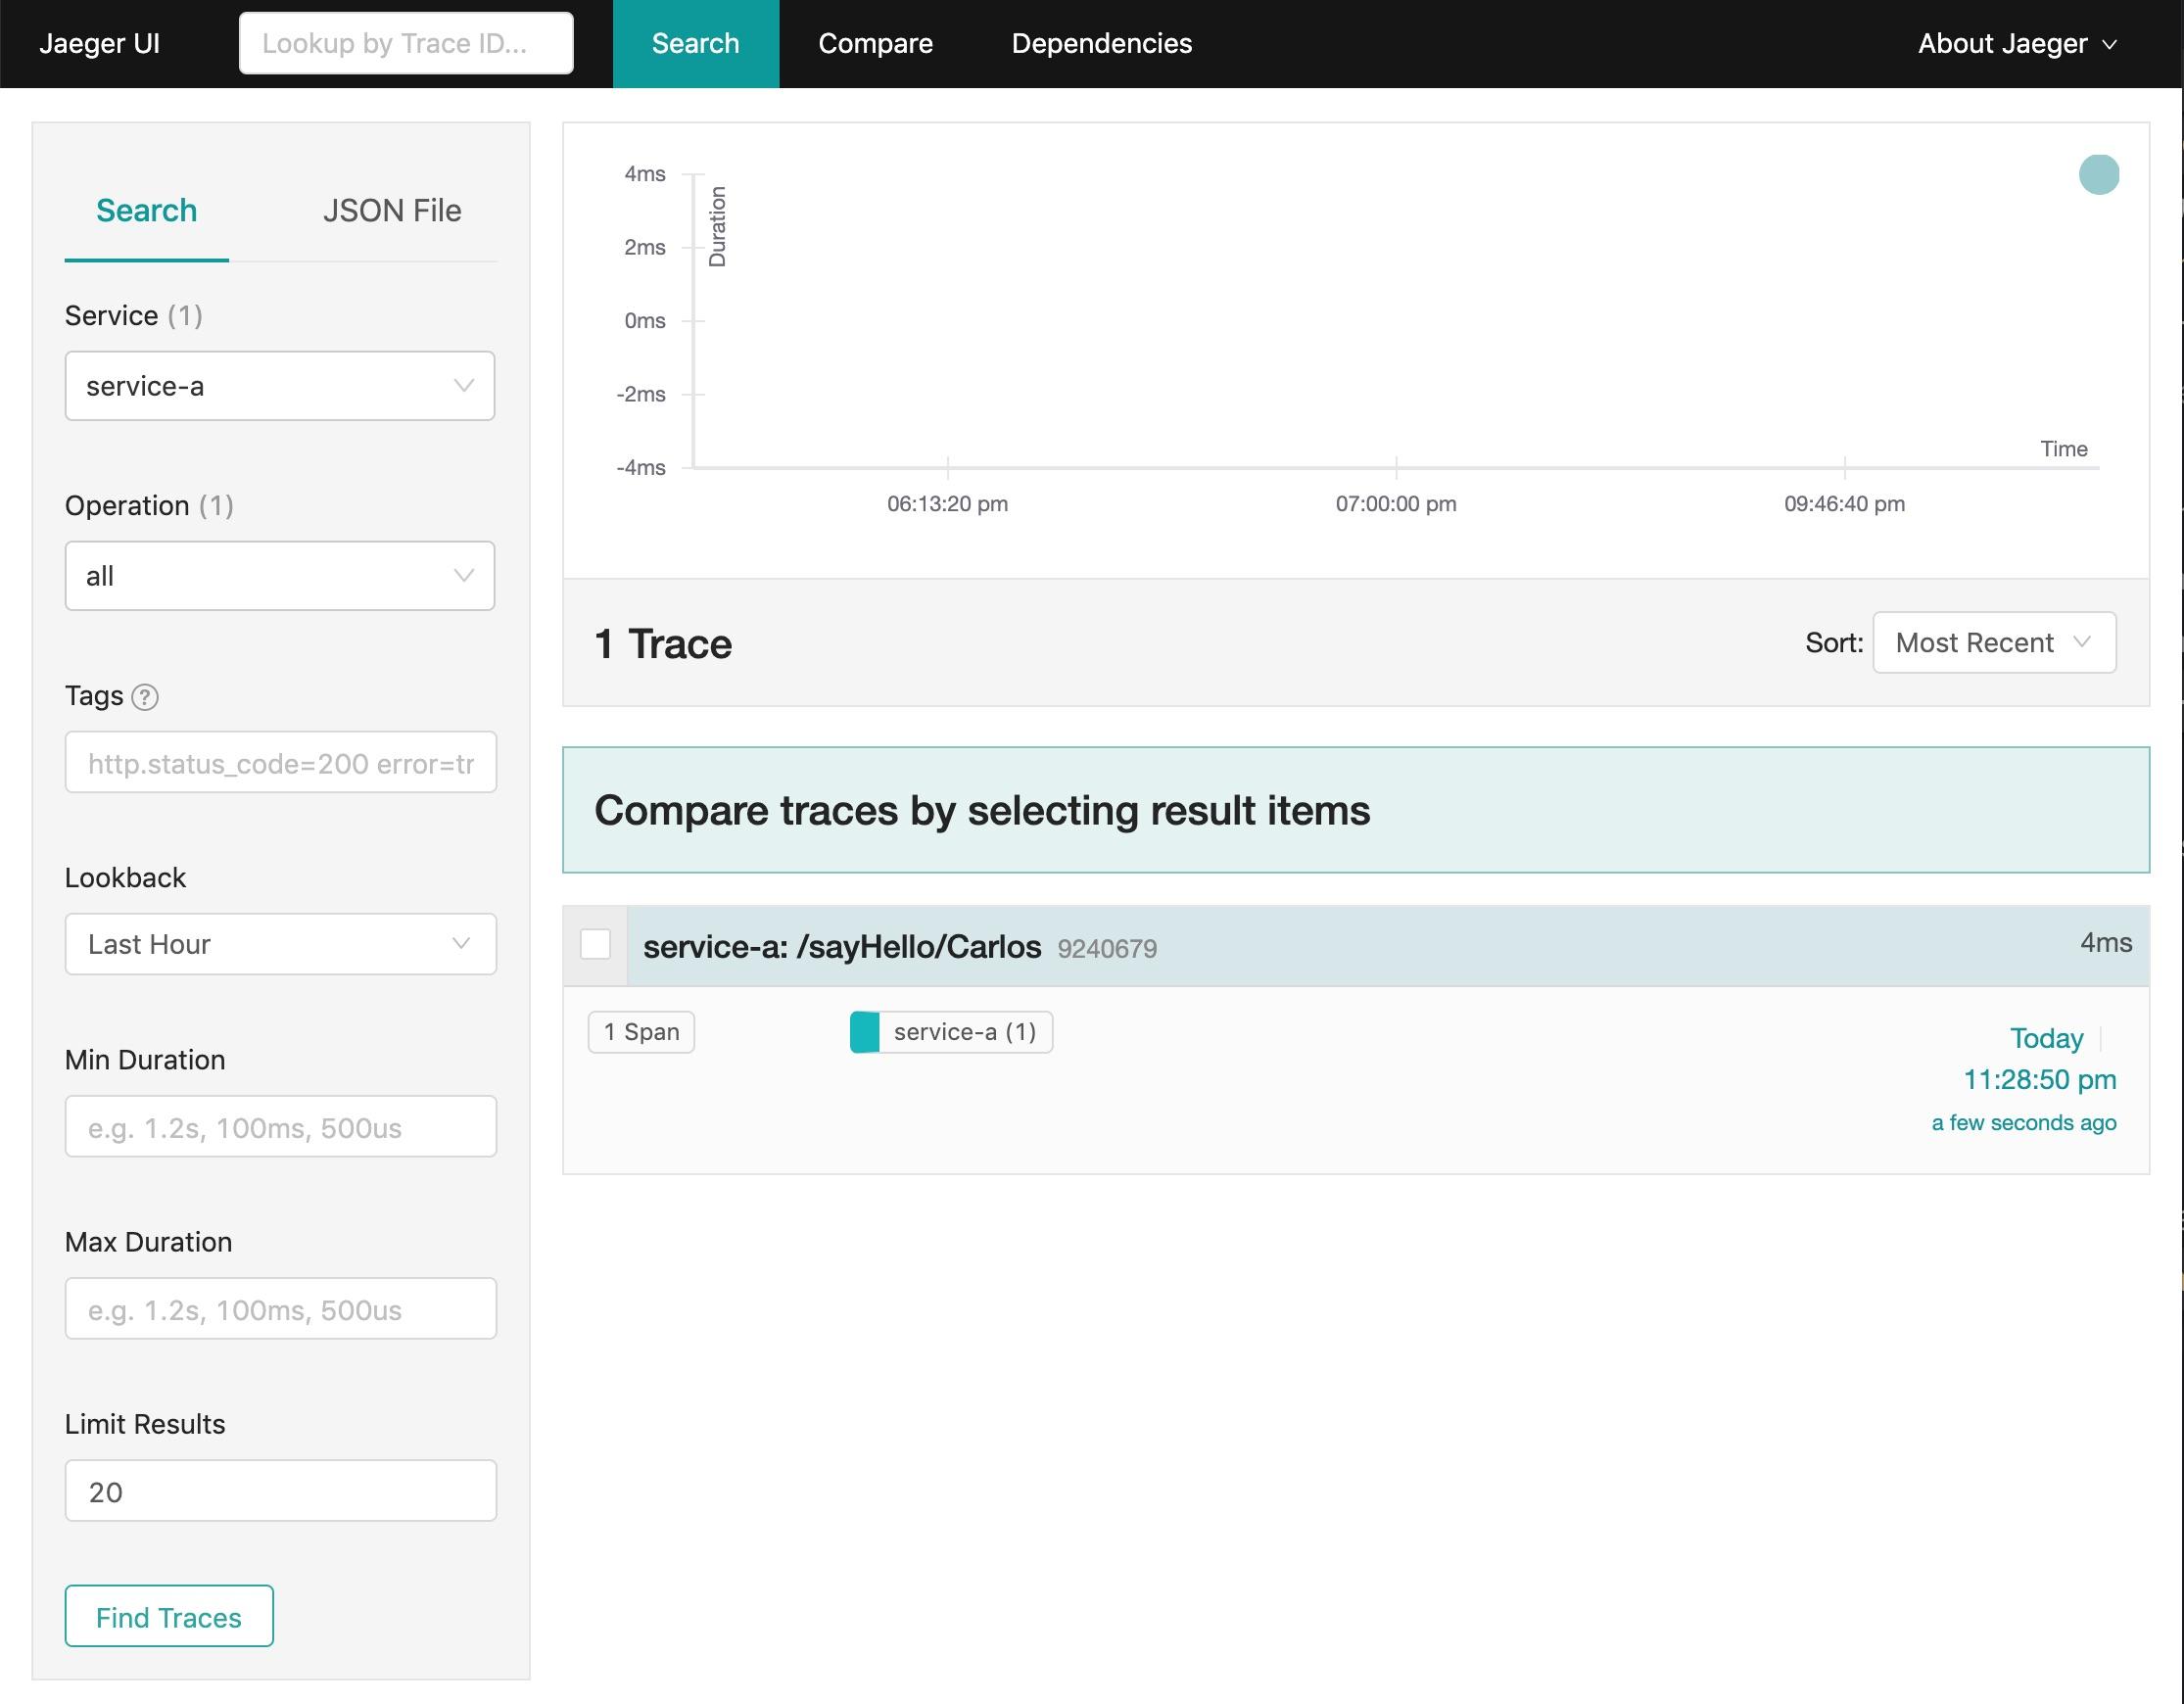 Jaeger UI
Lookup by Trace ID...
Search
Compare
Dependencies
About Jaeger
Search
JSON File
Service (1)
service-a
Operation (1)
all
Tags ?
http.status_code=200 error=tr
Lookback
Last Hour
Min Duration
e.g. 1.2s, 100ms, 500us
Max Duration
e.g. 1.2s, 100ms, 500us
Limit Results
20
Find Traces
4ms
2ms
0ms
-2ms
-4ms
Duration
Time
06:13:20 pm
07:00:00 pm
09:46:40 pm
1 Trace
Sort: Most Recent
Compare traces by selecting result items
service-a: /sayHello/Carlos 9240679
4ms
1 Span
service-a (1)
Today
11:28:50 pm
a few seconds ago